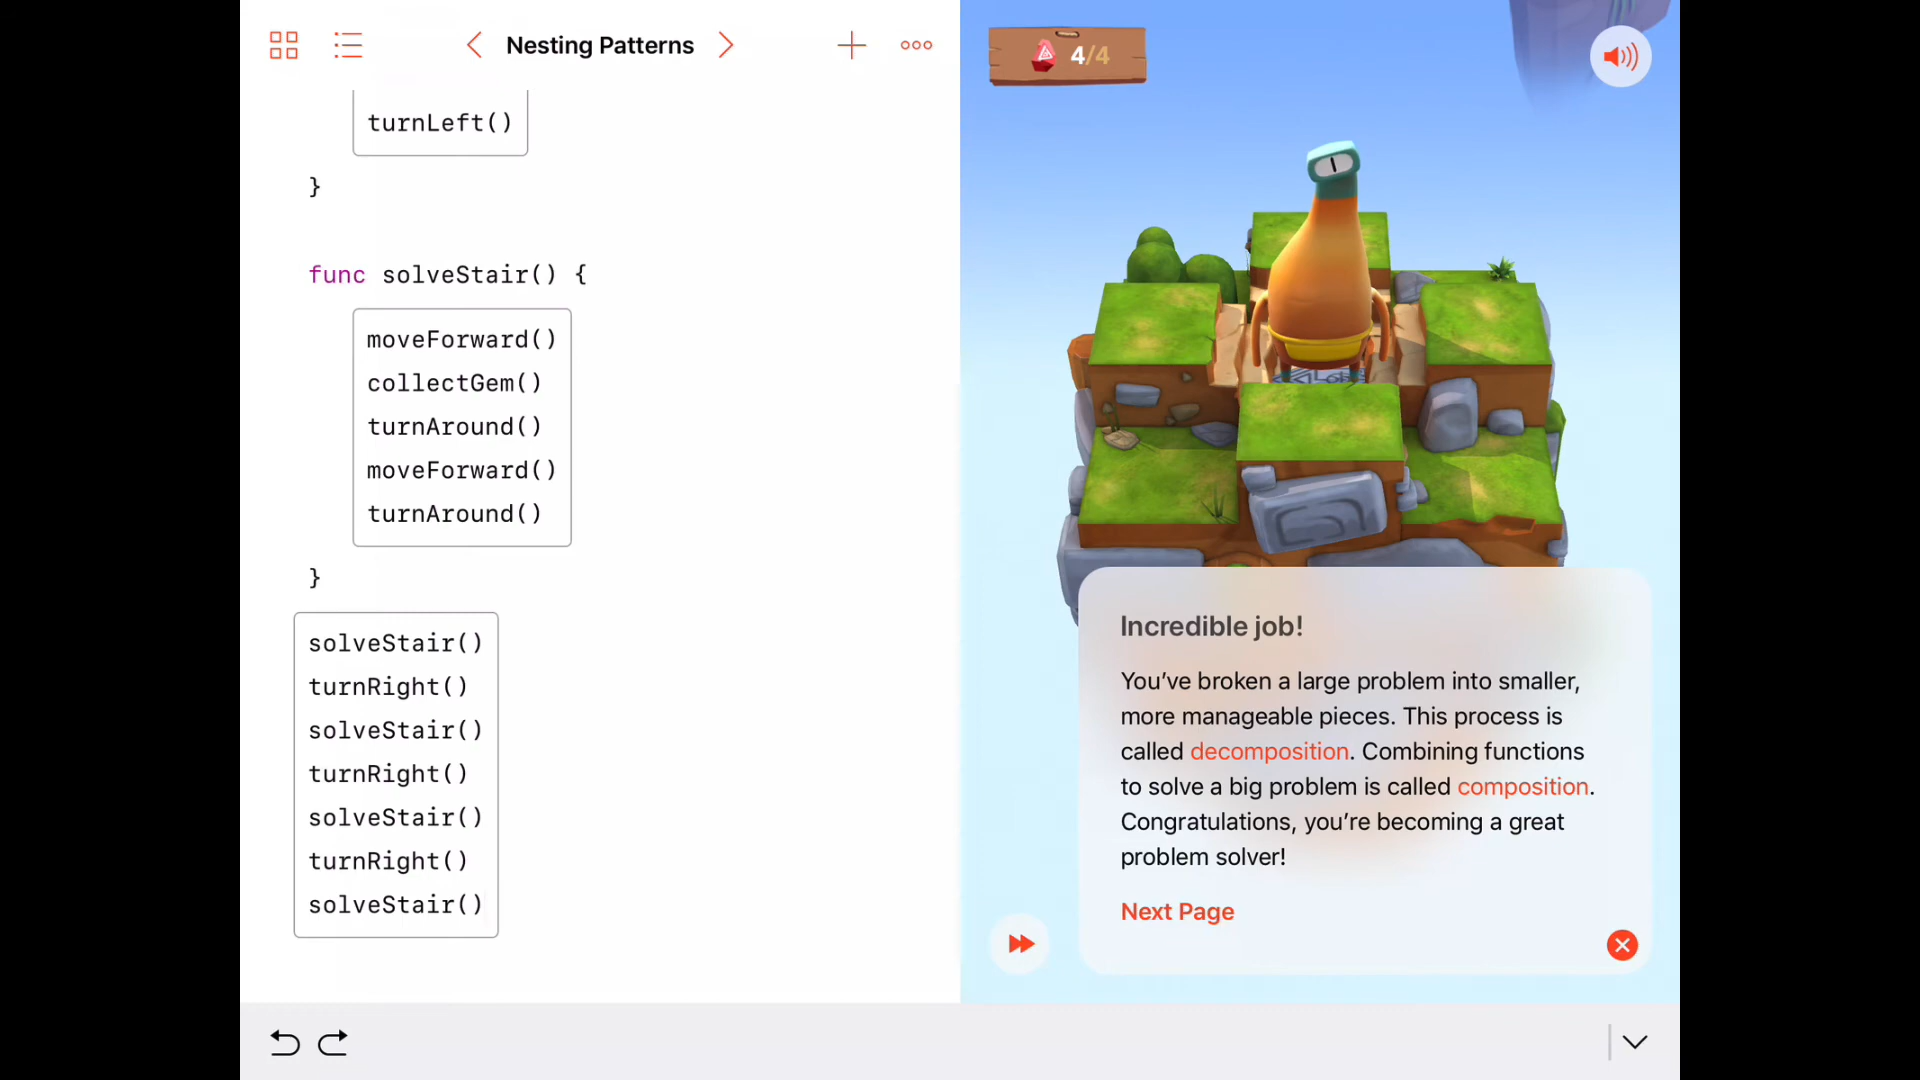 Nesting Patterns
turnLeft()
}
func solveStair() {
moveForward()
collectGem()
turnAround()
moveForward()
turnAround()
}
solveStair()
turnRight()
solveStair()
turnRight()
solveStair()
turnRight()
solveStair()
4/4
Incredible job!
You’ve broken a large problem into smaller,
more manageable pieces. This process is
called decomposition. Combining functions
to solve a big problem is called composition.
Congratulations, you’re becoming a great
problem solver!
Next Page